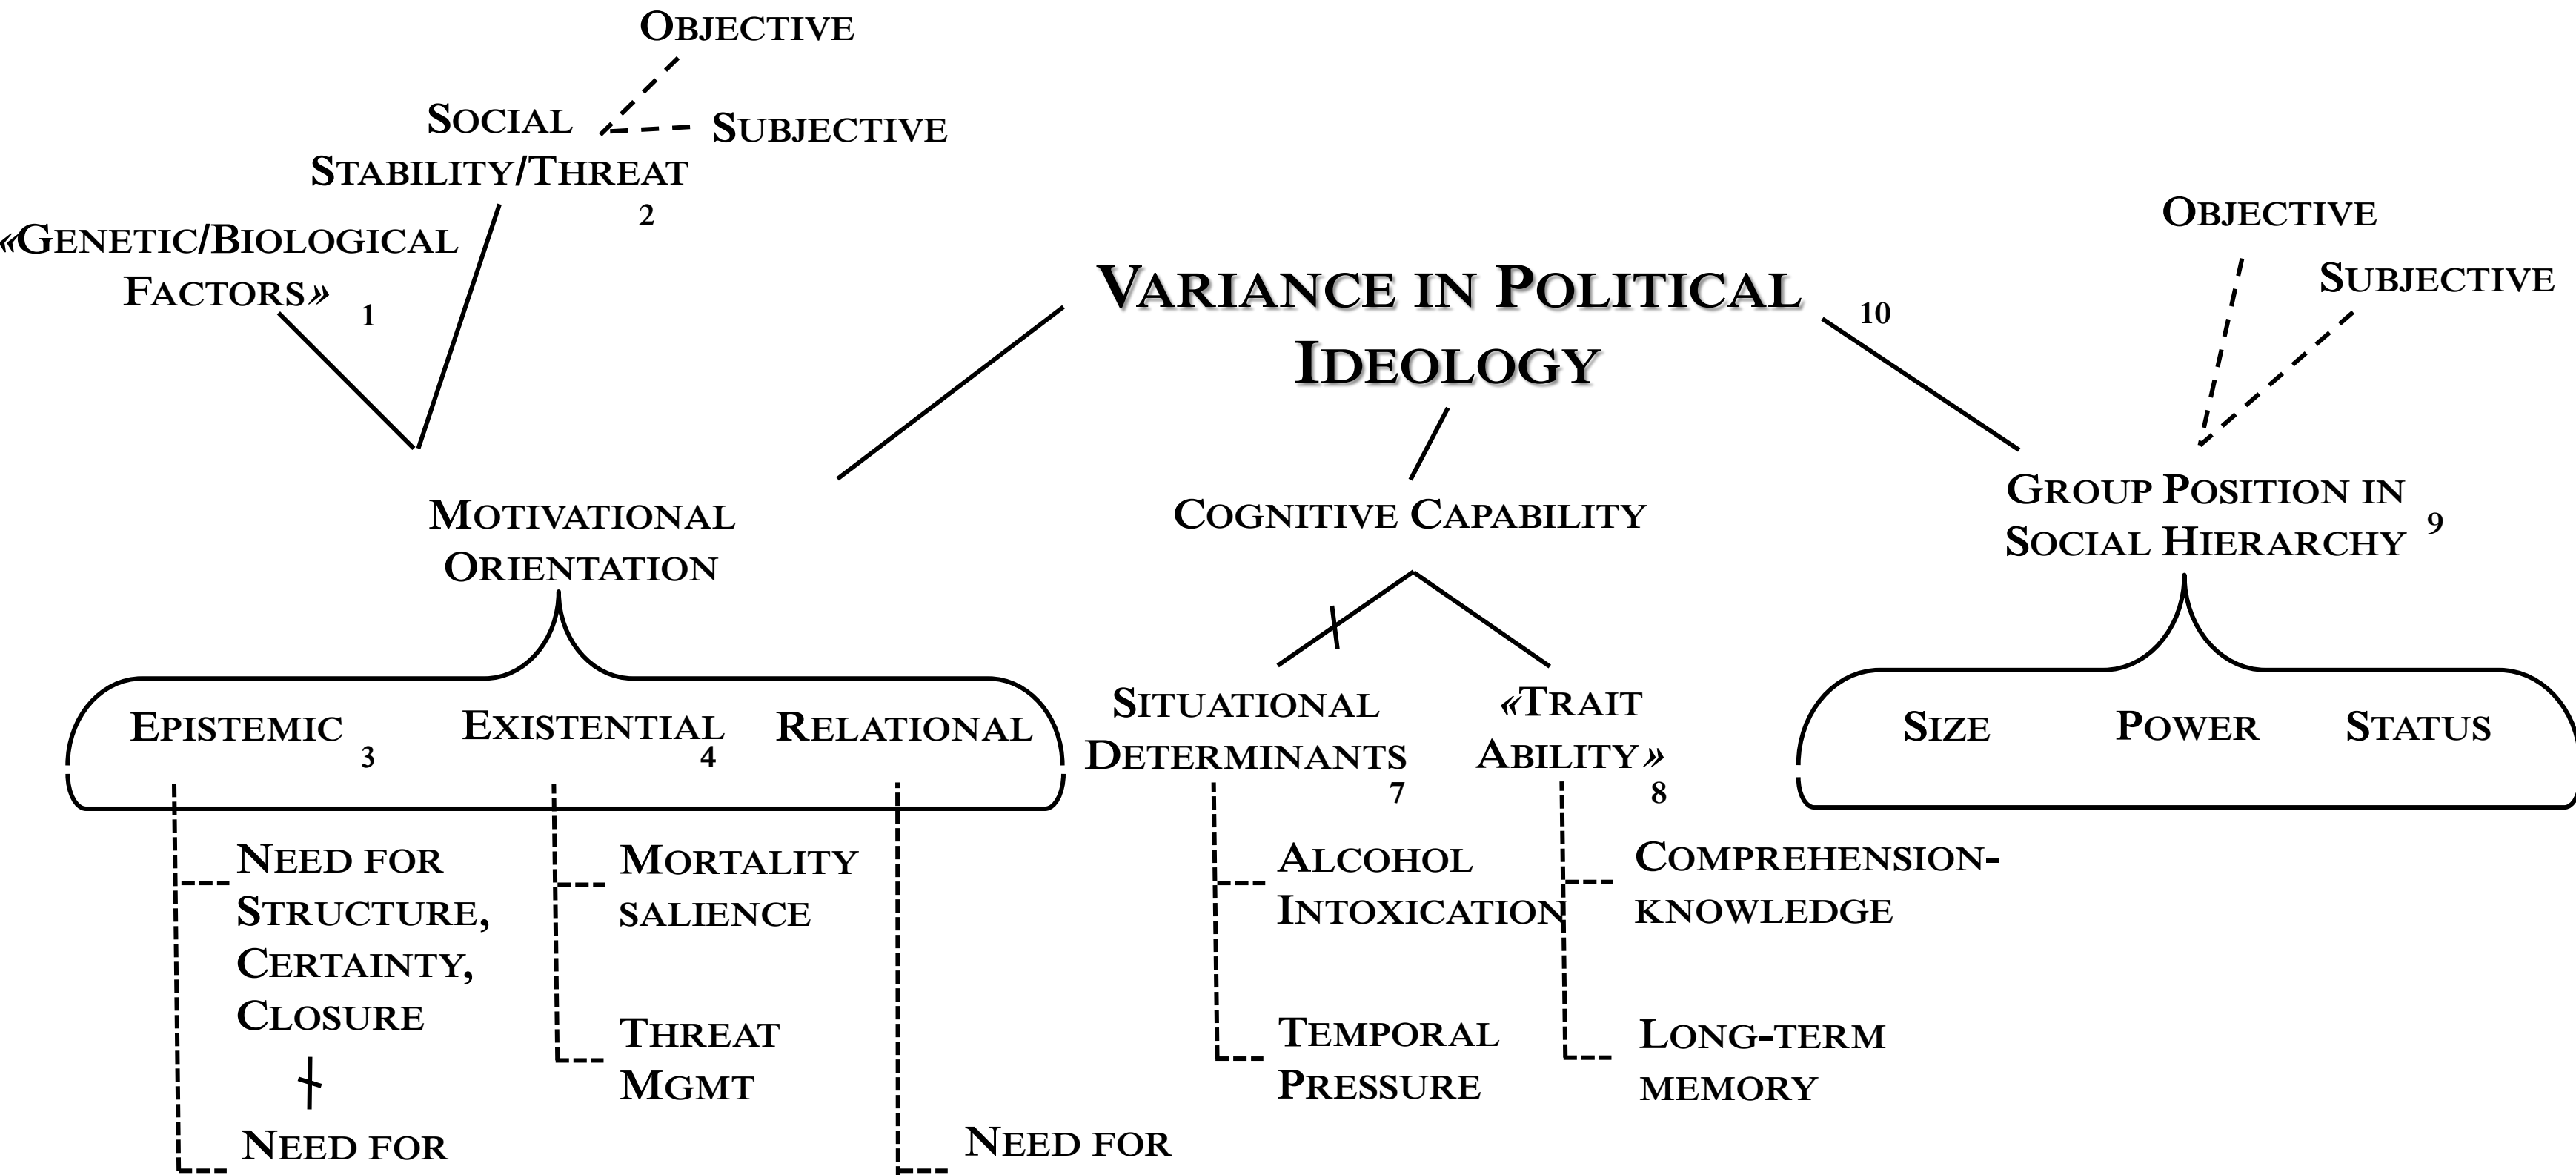 OBJECTIVE
SOCIAL
STABILITY/THREAT
SUBJECTIVE
2
«GENETIC/BIOLOGICAL
FACTORS»
1
VARIANCE IN POLITICAL
IDEOLOGY
10
OBJECTIVE
SUBJECTIVE
MOTIVATIONAL
ORIENTATION
COGNITIVE CAPABILITY
GROUP POSITION IN
SOCIAL HIERARCHY
9
EPISTEMIC
3
EXISTENTIAL
4
RELATIONAL
SITUATIONAL
DETERMINANTS
7
«TRAIT
ABILITY»
8
SIZE
POWER
STATUS
NEED FOR
STRUCTURE,
CERTAINTY,
CLOSURE
NEED FOR
MORTALITY
SALIENCE
THREAT
MGMT
NEED FOR
ALCOHOL
INTOXICATION
TEMPORAL
PRESSURE
COMPREHENSION-
KNOWLEDGE
LONG-TERM
MEMORY